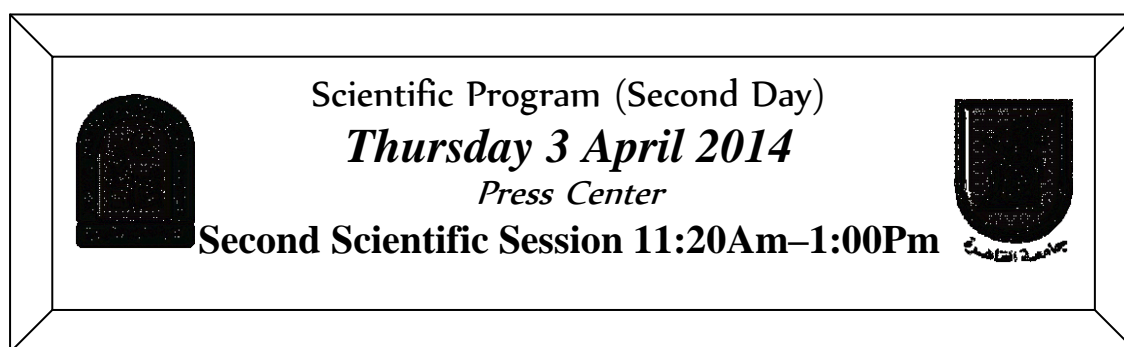 Scientific Program (Second Day)
Thursday 3 April 2014
Press Center
Second Scientific Session 11:20Am–1:00Pm